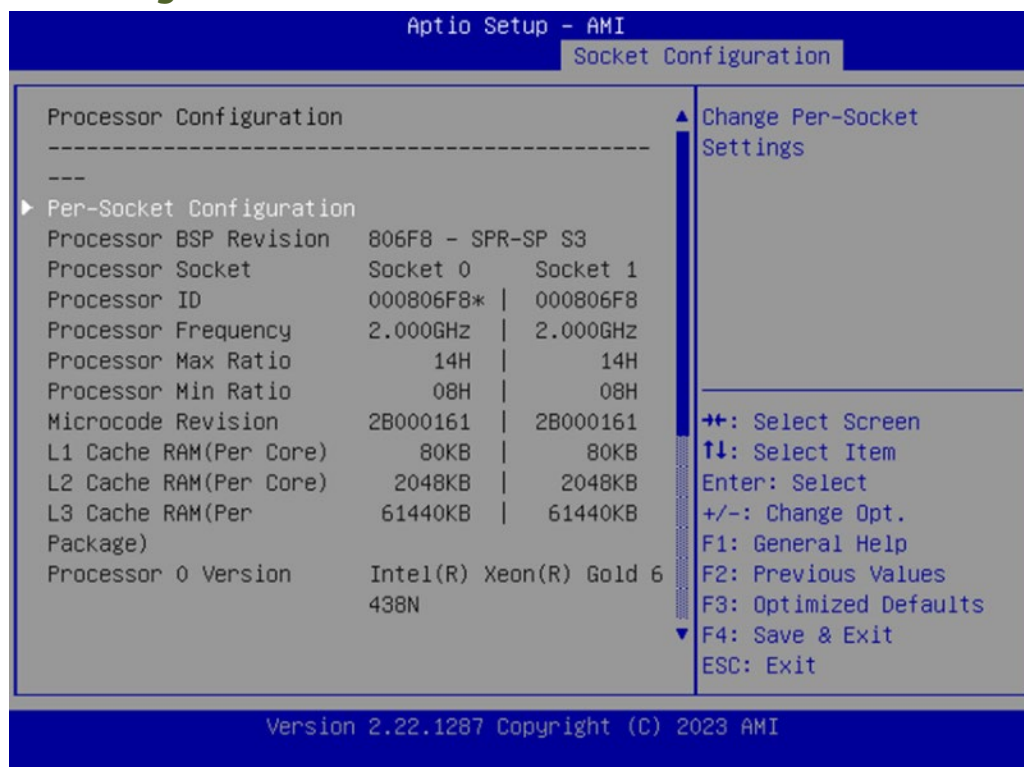 Aptio Setup – AMI
Socket Configuration
Processor Configuration
-----------------------------------------------
---
Per-Socket Configuration
Processor BSP Revision 806F8 - SPR-SP S3
Processor Socket Socket 0 Socket 1
Processor ID 000806F8* | 000806F8
Processor Frequency 2.000GHz | 2.000GHz
Processor Max Ratio 14H | 14H
Processor Min Ratio 08H | 08H
Microcode Revision 2B000161 | 2B000161
L1 Cache RAM(Per Core) 80KB | 80KB
L2 Cache RAM(Per Core) 2048KB | 2048KB
L3 Cache RAM(Per 61440KB | 61440KB
Package)
Processor 0 Version Intel(R) Xeon(R) Gold 6
438N
Change Per-Socket
Settings
→←: Select Screen
↑↓: Select Item
Enter: Select
+/-: Change Opt.
F1: General Help
F2: Previous Values
F3: Optimized Defaults
F4: Save & Exit
ESC: Exit
Version 2.22.1287 Copyright (C) 2023 AMI